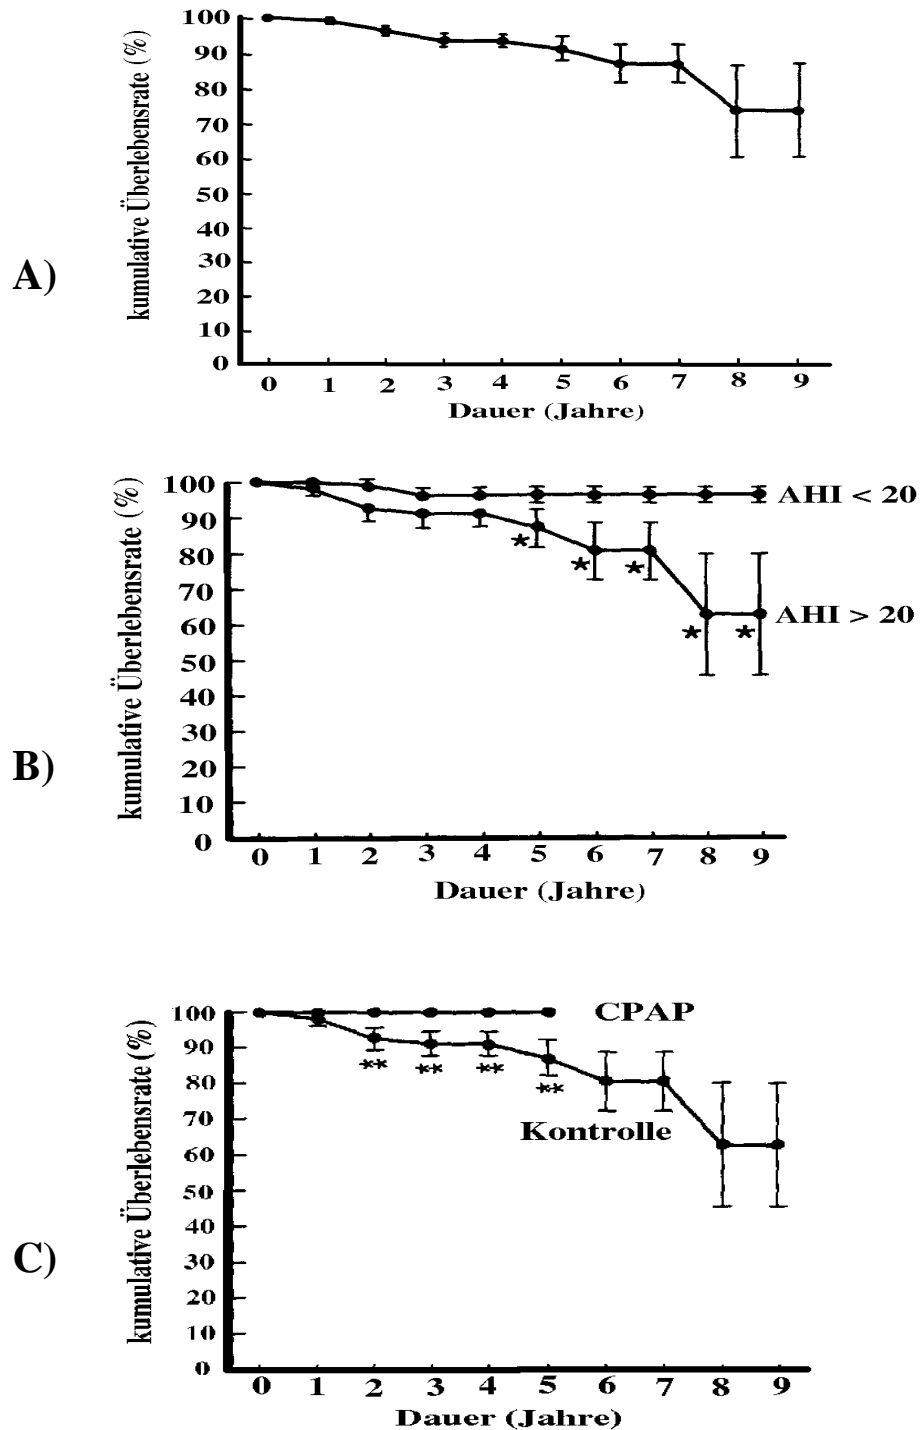 A)
kumulative Überlebensrate (%)
100
90
80
70
60
50
40
30
20
10
0
0 1 2 3 4 5 6 7 8 9
Dauer (Jahre)
B)
kumulative Überlebensrate (%)
100
90
80
70
60
50
40
30
20
10
0
AHI < 20
AHI > 20
0 1 2 3 4 5 6 7 8 9
Dauer (Jahre)
C)
kumulative Überlebensrate (%)
100
90
80
70
60
50
40
30
20
10
0
CPAP
Kontrolle
0 1 2 3 4 5 6 7 8 9
Dauer (Jahre)